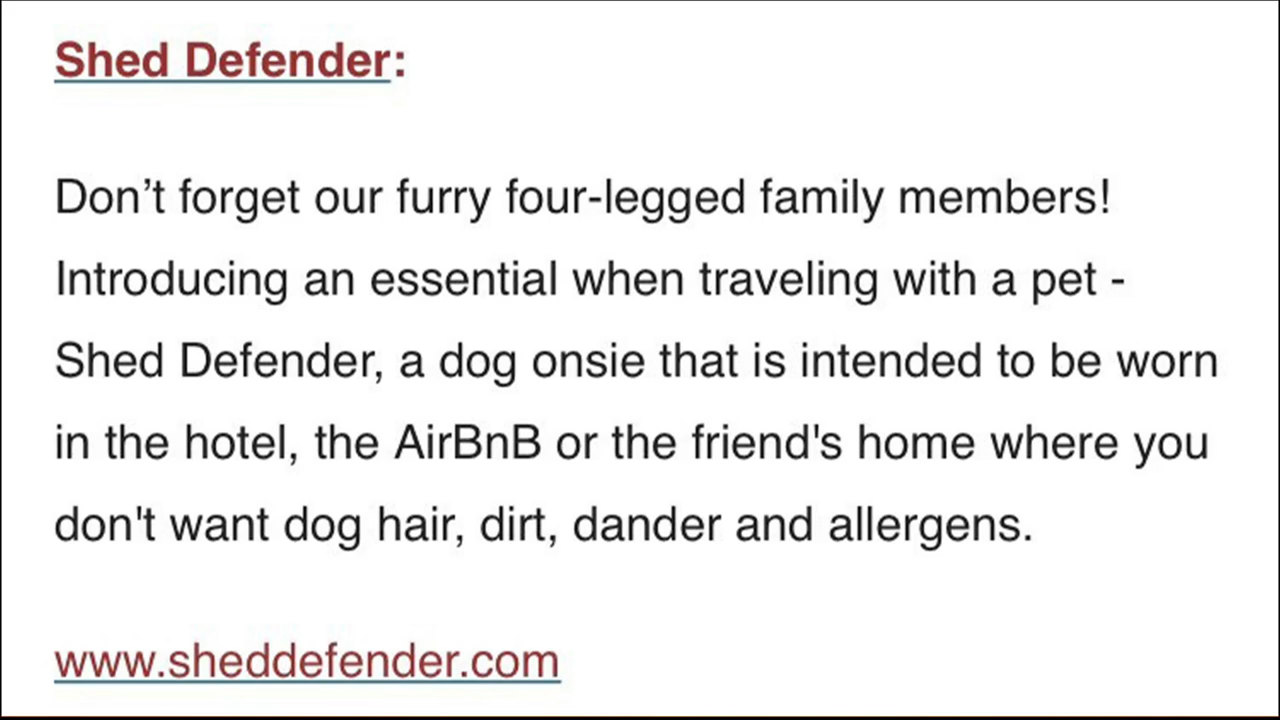 Shed Defender:
Don’t forget our furry four-legged family members!
Introducing an essential when traveling with a pet -
Shed Defender, a dog onsie that is intended to be worn
in the hotel, the AirBnB or the friend's home where you
don't want dog hair, dirt, dander and allergens.
www.sheddefender.com